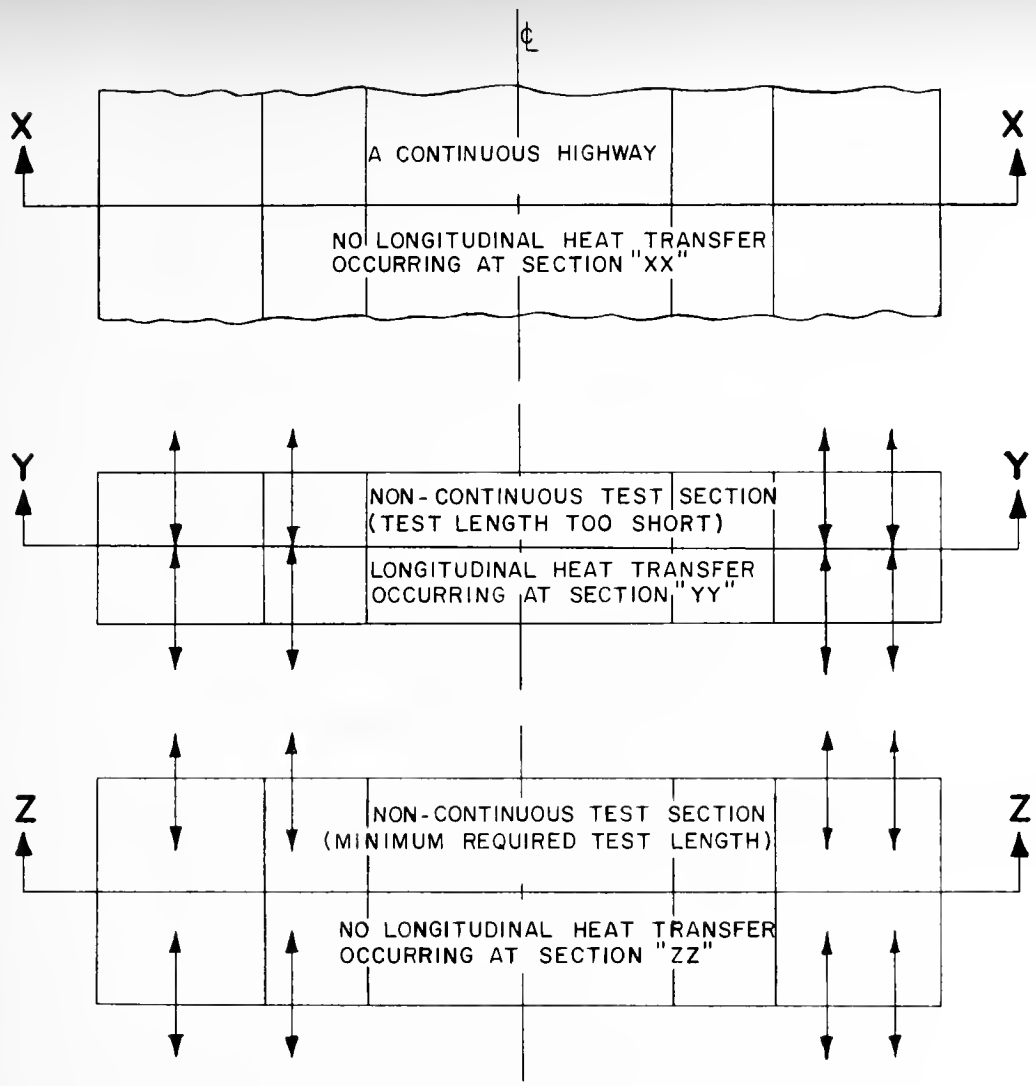 ℄
X X
A CONTINUOUS HIGHWAY
NO LONGITUDINAL HEAT TRANSFER
OCCURRING AT SECTION "XX"
Y Y
NON-CONTINUOUS TEST SECTION
(TEST LENGTH TOO SHORT)
LONGITUDINAL HEAT TRANSFER
OCCURRING AT SECTION "YY"
Z Z
NON-CONTINUOUS TEST SECTION
(MINIMUM REQUIRED TEST LENGTH)
NO LONGITUDINAL HEAT TRANSFER
OCCURRING AT SECTION "ZZ"